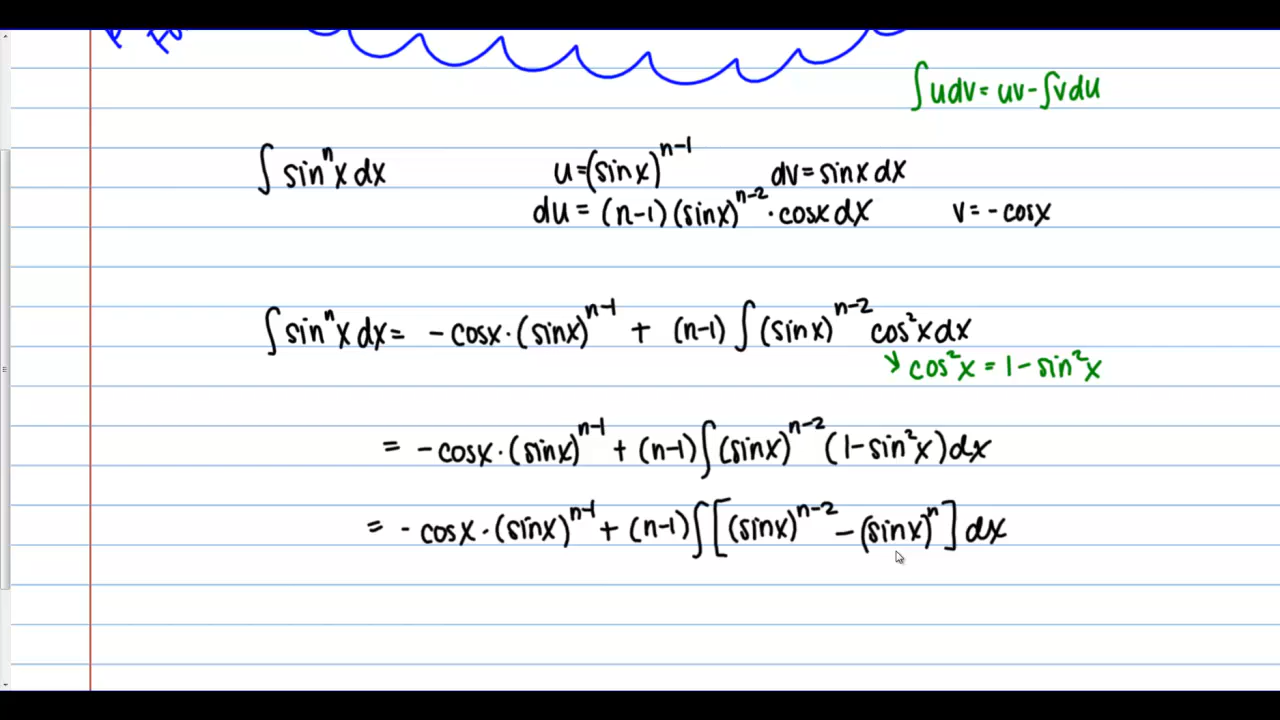 ∫udv = uv - ∫vdu
∫ sinⁿx dx    u = (sinx)ⁿ⁻¹    dv = sinx dx
du = (n-1)(sinx)ⁿ⁻² · cosx dx    v = -cosx
∫ sinⁿx dx = -cosx · (sinx)ⁿ⁻¹ + (n-1) ∫ (sinx)ⁿ⁻² cos²x dx
cos²x = 1 - sin²x
= -cosx · (sinx)ⁿ⁻¹ + (n-1) ∫ (sinx)ⁿ⁻² (1 - sin²x) dx
= -cosx · (sinx)ⁿ⁻¹ + (n-1) ∫ [(sinx)ⁿ⁻² - (sinx)ⁿ] dx